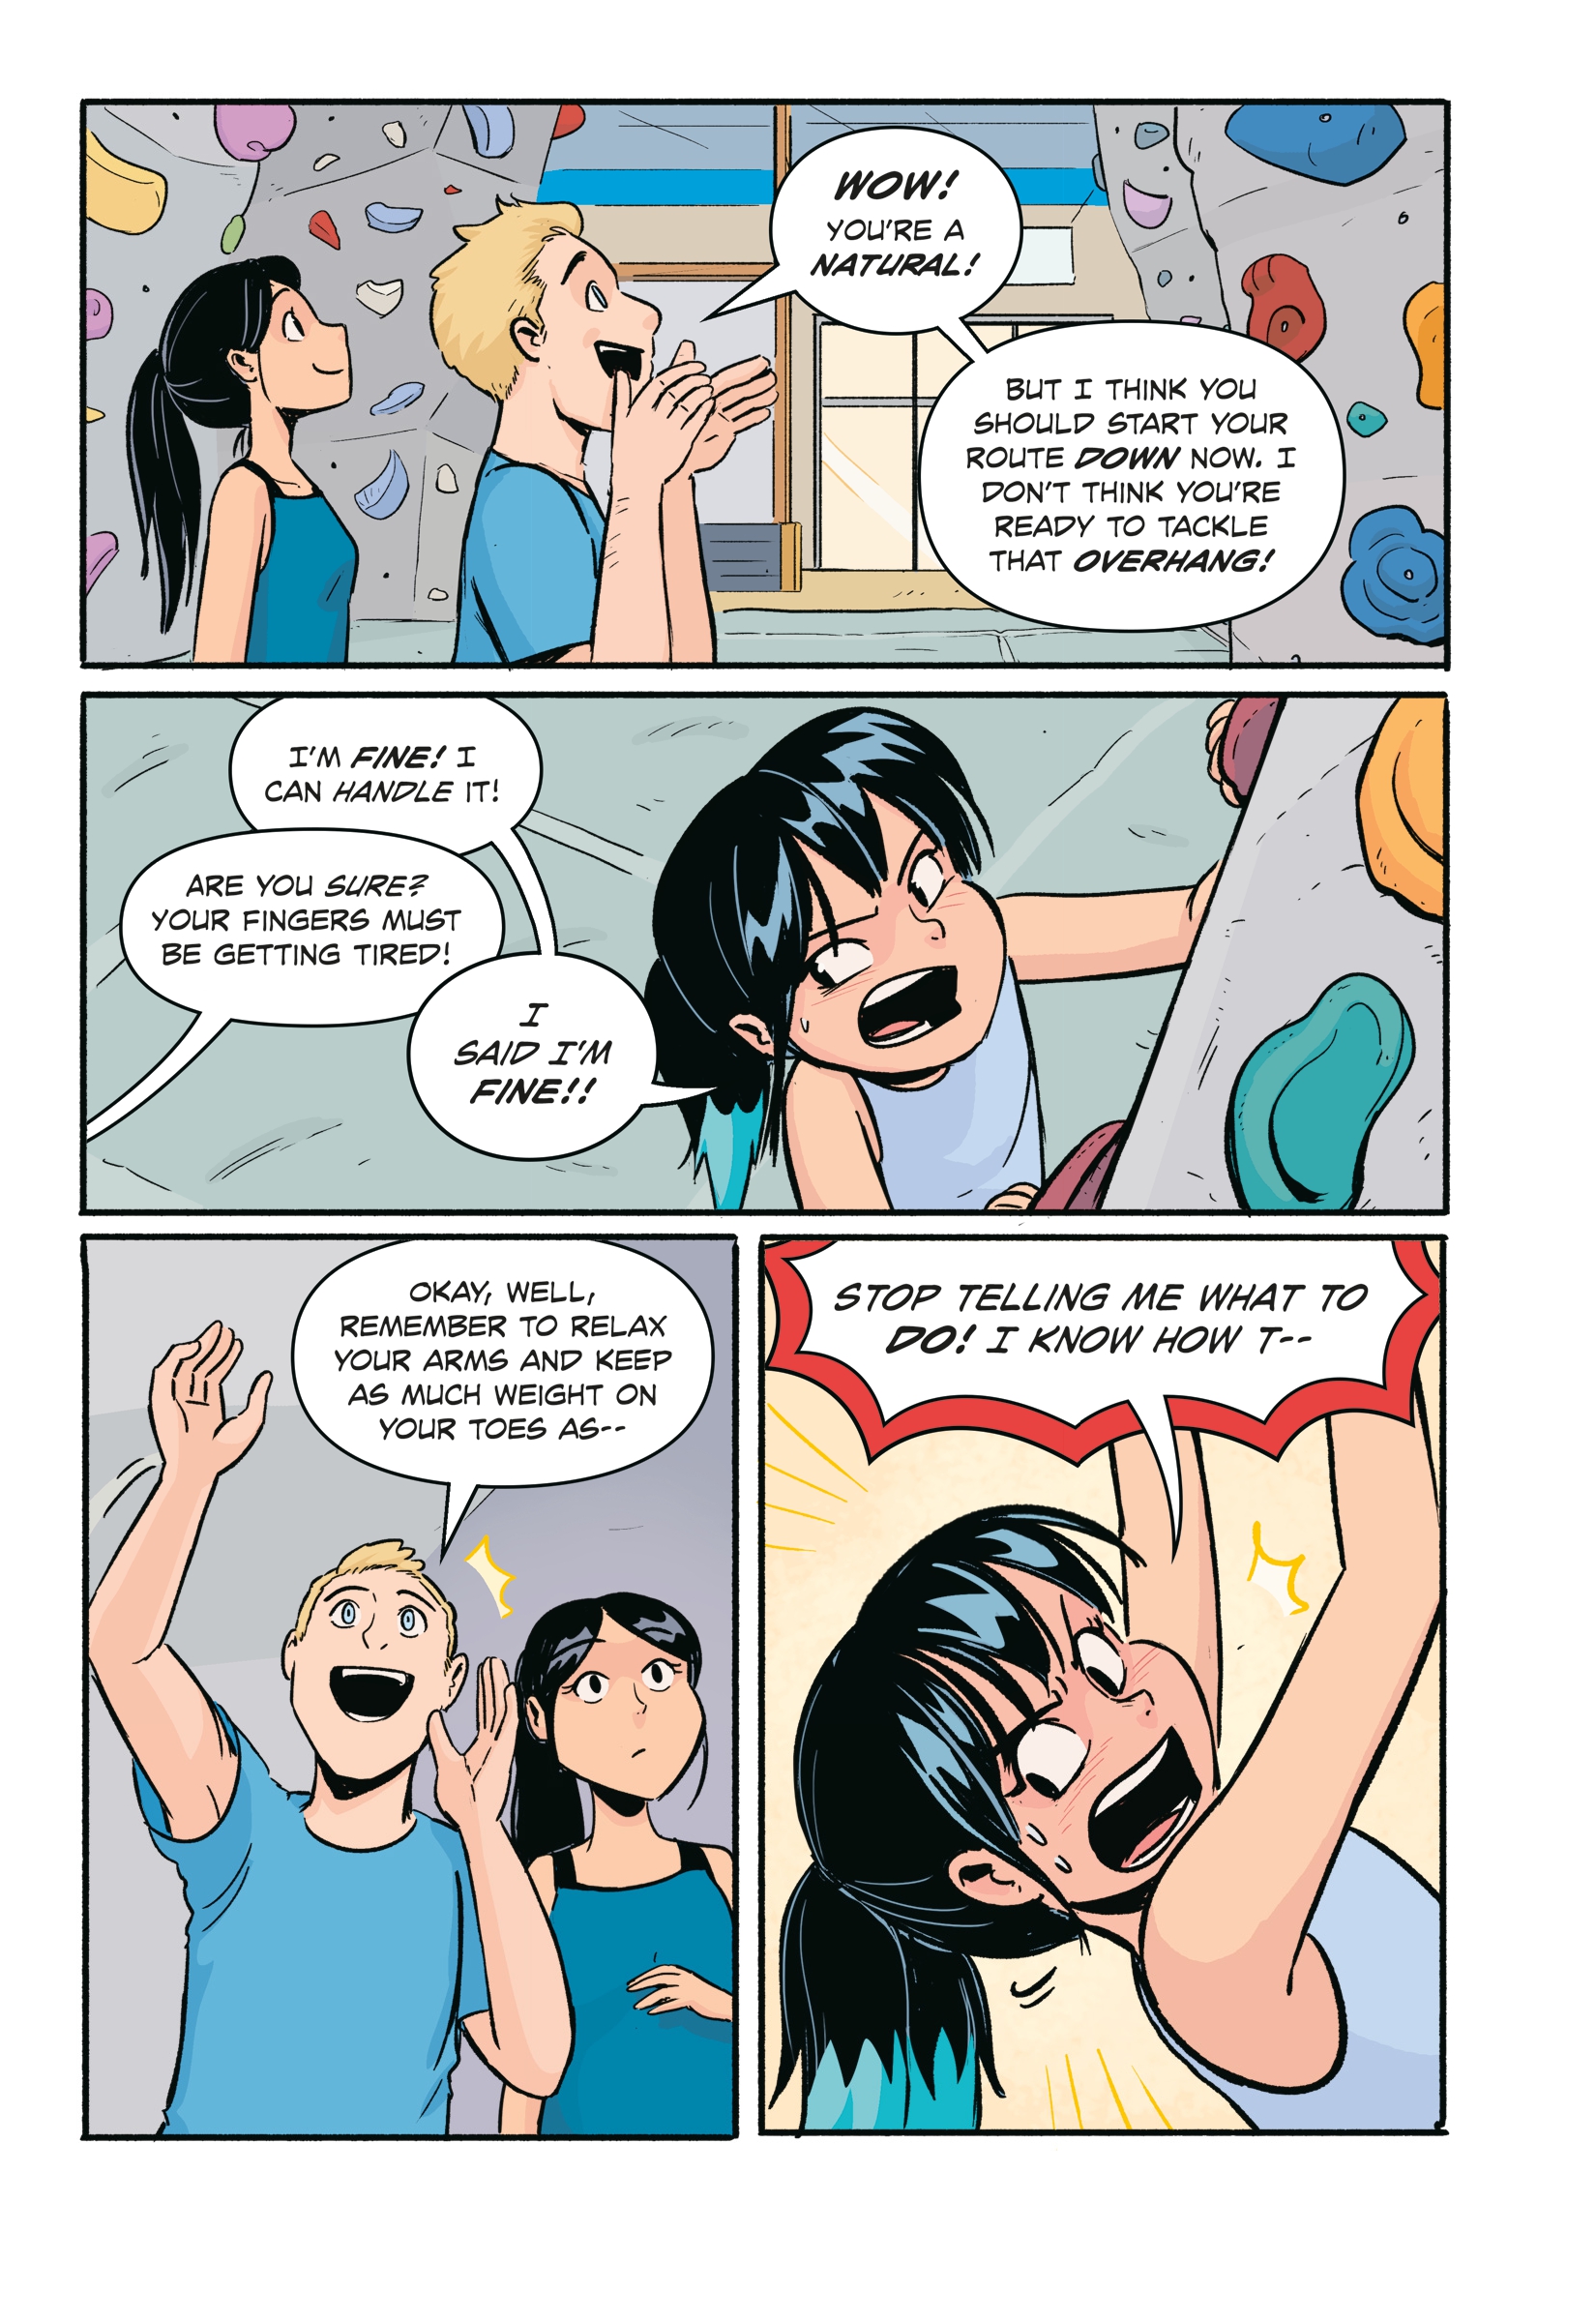 WOW!
YOU'RE A
NATURAL!
BUT I THINK YOU
SHOULD START YOUR
ROUTE DOWN NOW. I
DON'T THINK YOU'RE
READY TO TACKLE
THAT OVERHANG!
I'M FINE! I
CAN HANDLE IT!
ARE YOU SURE?
YOUR FINGERS MUST
BE GETTING TIRED!
I
SAID I'M
FINE!!
OKAY, WELL,
REMEMBER TO RELAX
YOUR ARMS AND KEEP
AS MUCH WEIGHT ON
YOUR TOES AS--
STOP TELLING ME WHAT TO
DO! I KNOW HOW T--